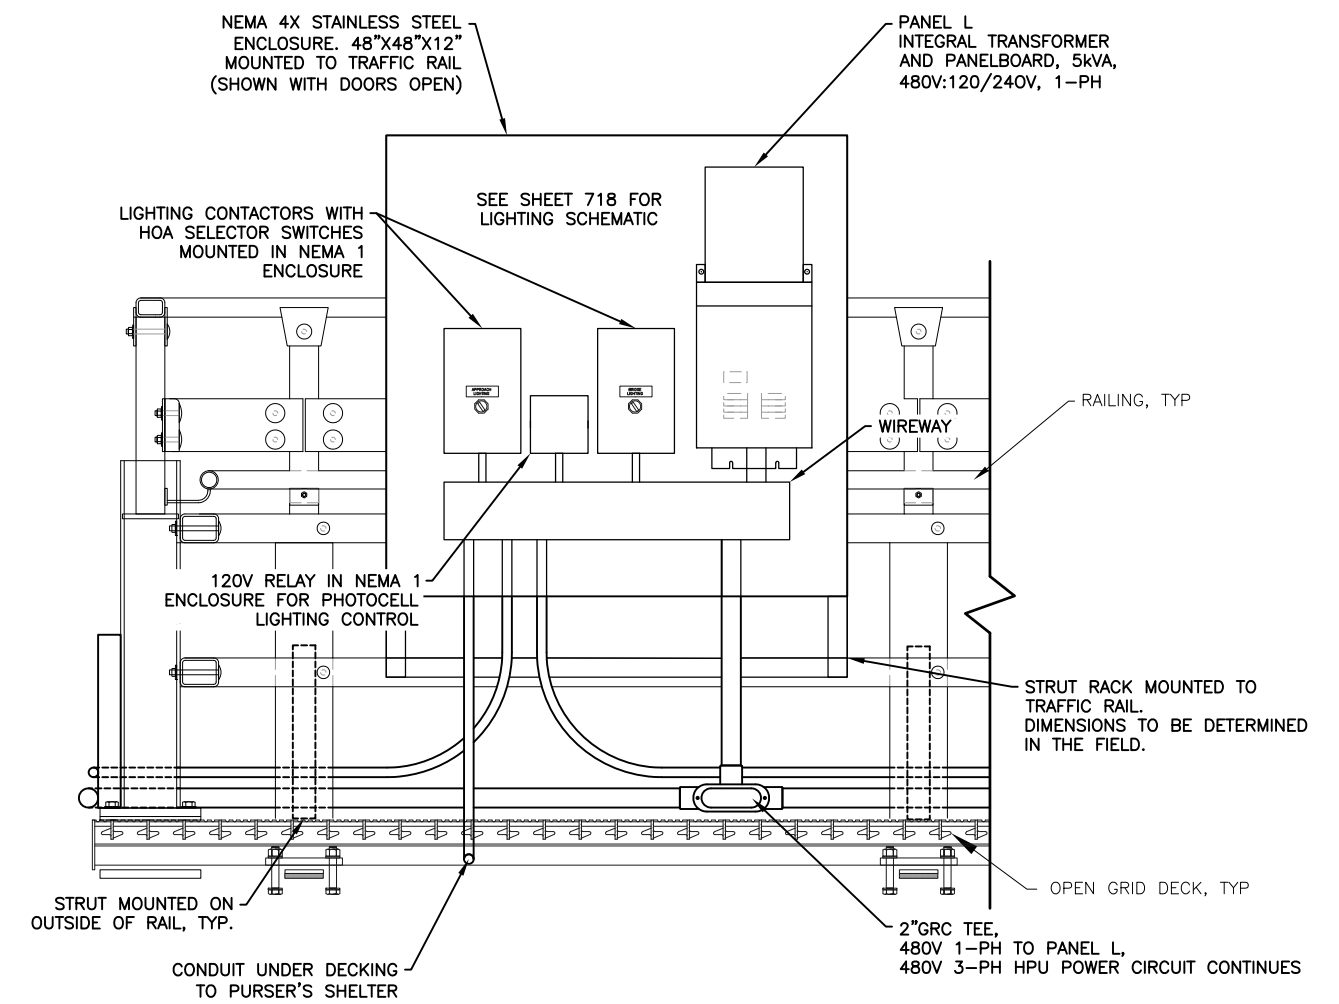 NEMA 4X STAINLESS STEEL
ENCLOSURE. 48"X48"X12"
MOUNTED TO TRAFFIC RAIL
(SHOWN WITH DOORS OPEN)
PANEL L
INTEGRAL TRANSFORMER
AND PANELBOARD, 5kVA,
480V:120/240V, 1-PH
SEE SHEET 718 FOR
LIGHTING SCHEMATIC
LIGHTING CONTACTORS WITH
HOA SELECTOR SWITCHES
MOUNTED IN NEMA 1
ENCLOSURE
APPROACH
LIGHTING
BRIDGE
LIGHTING
RAILING, TYP
WIREWAY
120V RELAY IN NEMA 1
ENCLOSURE FOR PHOTOCELL
LIGHTING CONTROL
STRUT RACK MOUNTED TO
TRAFFIC RAIL.
DIMENSIONS TO BE DETERMINED
IN THE FIELD.
OPEN GRID DECK, TYP
STRUT MOUNTED ON
OUTSIDE OF RAIL, TYP.
2"GRC TEE,
480V 1-PH TO PANEL L,
480V 3-PH HPU POWER CIRCUIT CONTINUES
CONDUIT UNDER DECKING
TO PURSER'S SHELTER